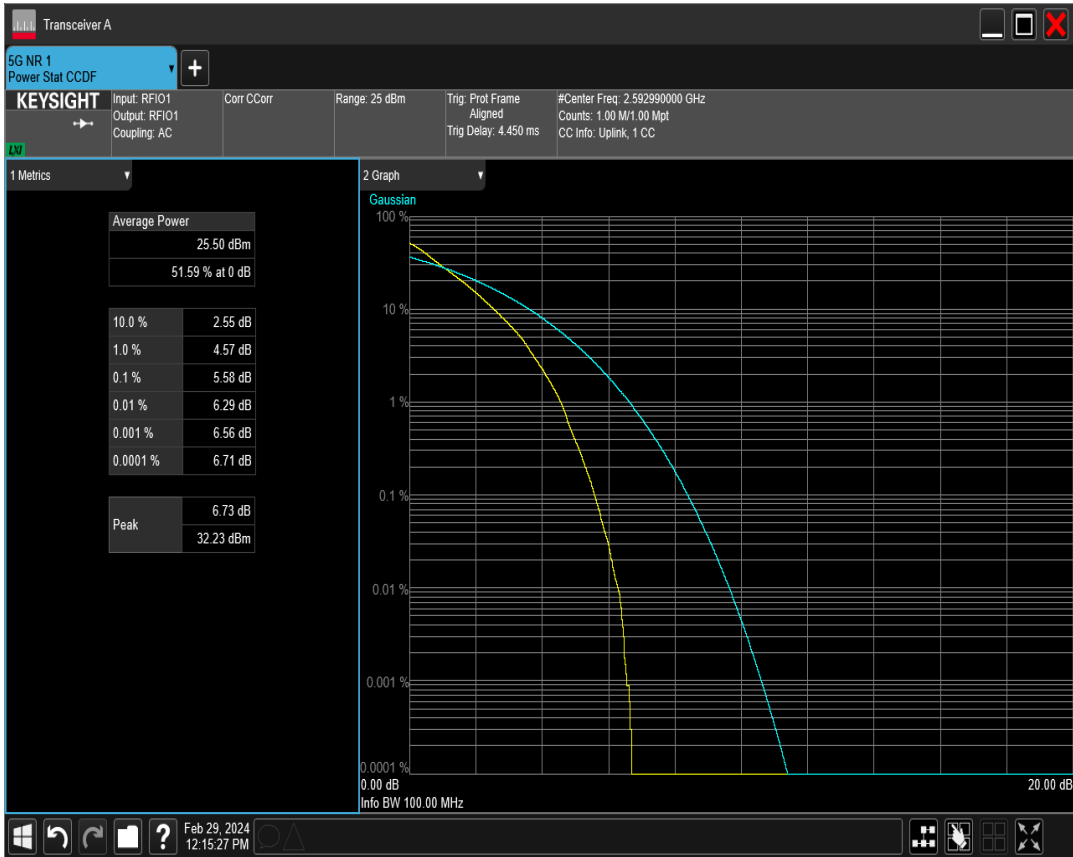 Transceiver A
5G NR 1
Power Stat CCDF
KEYSIGHT
LXI
Input: RFIO1
Output: RFIO1
Coupling: AC
Corr CCorr
Range: 25 dBm
Trig: Prot Frame
Aligned
Trig Delay: 4.450 ms
#Center Freq: 2.592990000 GHz
Counts: 1.00 M/1.00 Mpt
CC Info: Uplink, 1 CC
1 Metrics
Average Power
25.50 dBm
51.59 % at 0 dB
10.0 % 2.55 dB
1.0 % 4.57 dB
0.1 % 5.58 dB
0.01 % 6.29 dB
0.001 % 6.56 dB
0.0001 % 6.71 dB
Peak
6.73 dB
32.23 dBm
2 Graph
Gaussian
100 %
10 %
1 %
0.1 %
0.01 %
0.001 %
0.0001 %
0.00 dB
20.00 dB
Info BW 100.00 MHz
?
Feb 29, 2024
12:15:27 PM